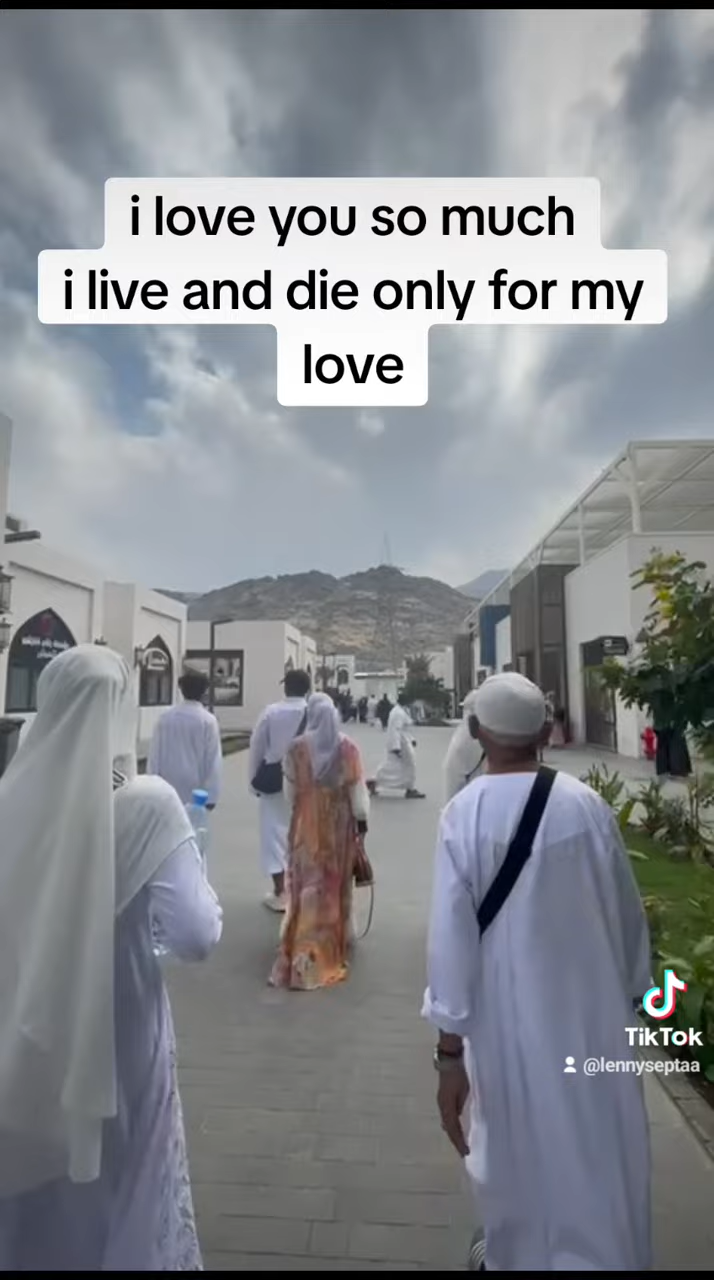 i love you so much
i live and die only for my
love
TikTok
@lennyseptaa